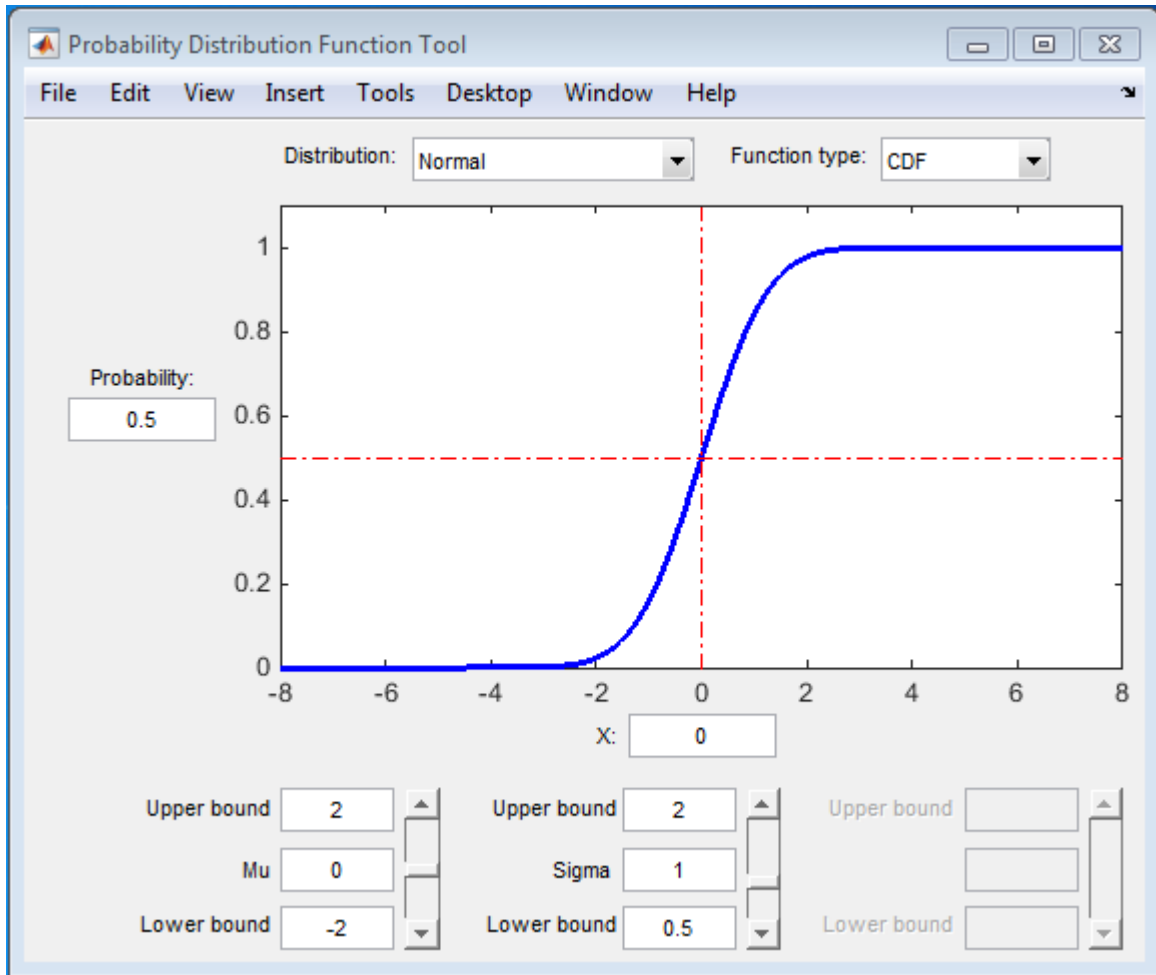 Probability Distribution Function Tool
File Edit View Insert Tools Desktop Window Help
Distribution: Normal Function type: CDF
1
0.8
Probability:
0.5
0.6
0.4
0.2
0
-8 -6 -4 -2 0 2 4 6 8
X: 0
Upper bound 2 Upper bound 2 Upper bound
Mu 0 Sigma 1
Lower bound -2 Lower bound 0.5 Lower bound